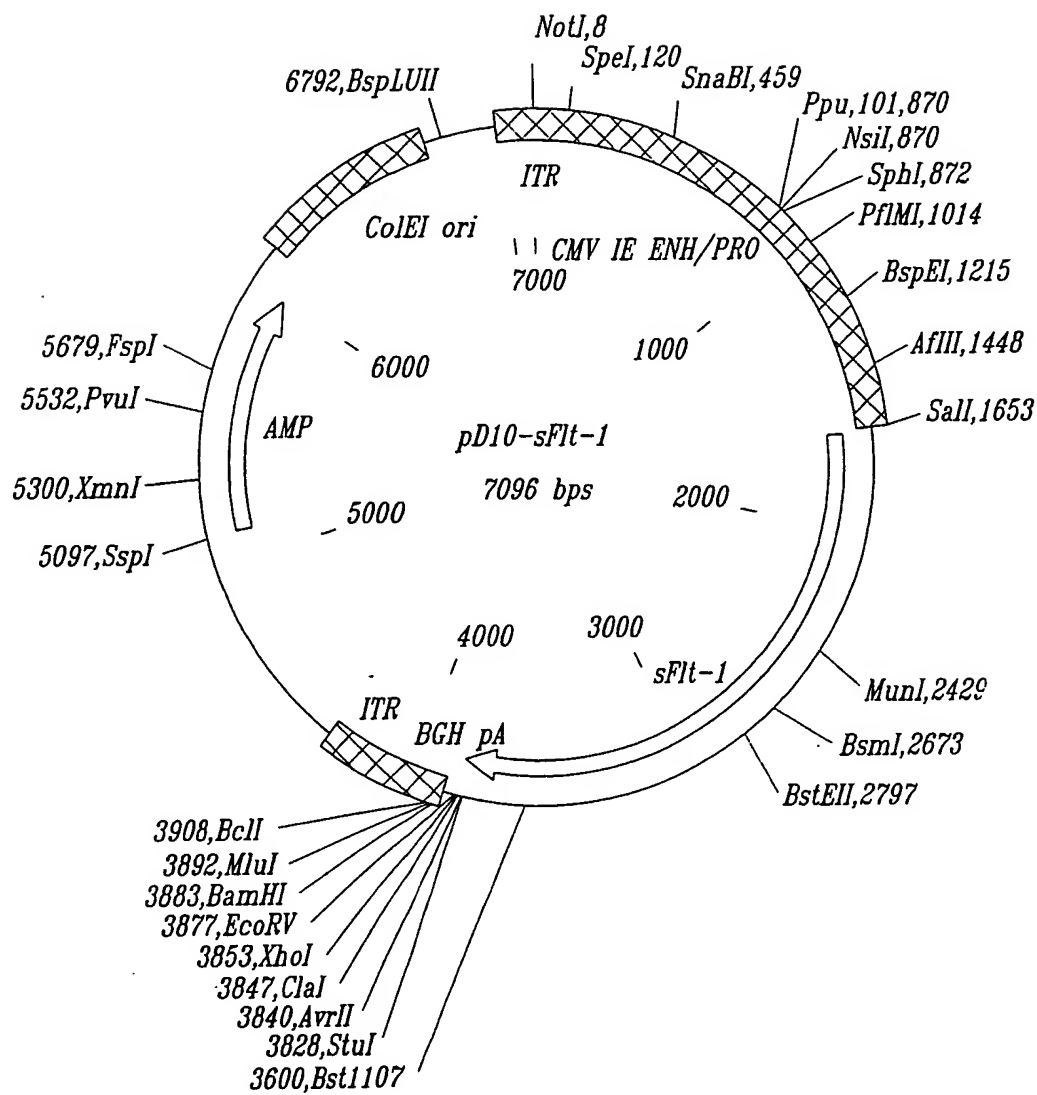 NotI,8
SpeI,120
SnaBI,459
Ppu,101,870
NsiI,870
SphI,872
PflMI,1014
BspEI,1215
AflII,1448
SalI,1653
MunI,2429
BsmI,2673
BstEII,2797
3600,Bst1107
3828,StuI
3840,AvrII
3847,ClaI
3853,XhoI
3877,EcoRV
3883,BamHI
3892,MluI
3908,BclI
5097,SspI
5300,XmnI
5532,PvuI
5679,FspI
6792,BspLUII
ITR
ColEI ori
CMV IE ENH/PRO
7000
1000
6000
AMP
pD10-sFlt-1
7096 bps
2000
5000
3000
4000
sFlt-1
ITR
BGH pA